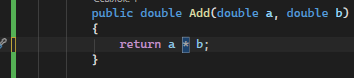 public double Add(double a, double b)
{
return a * b;
}